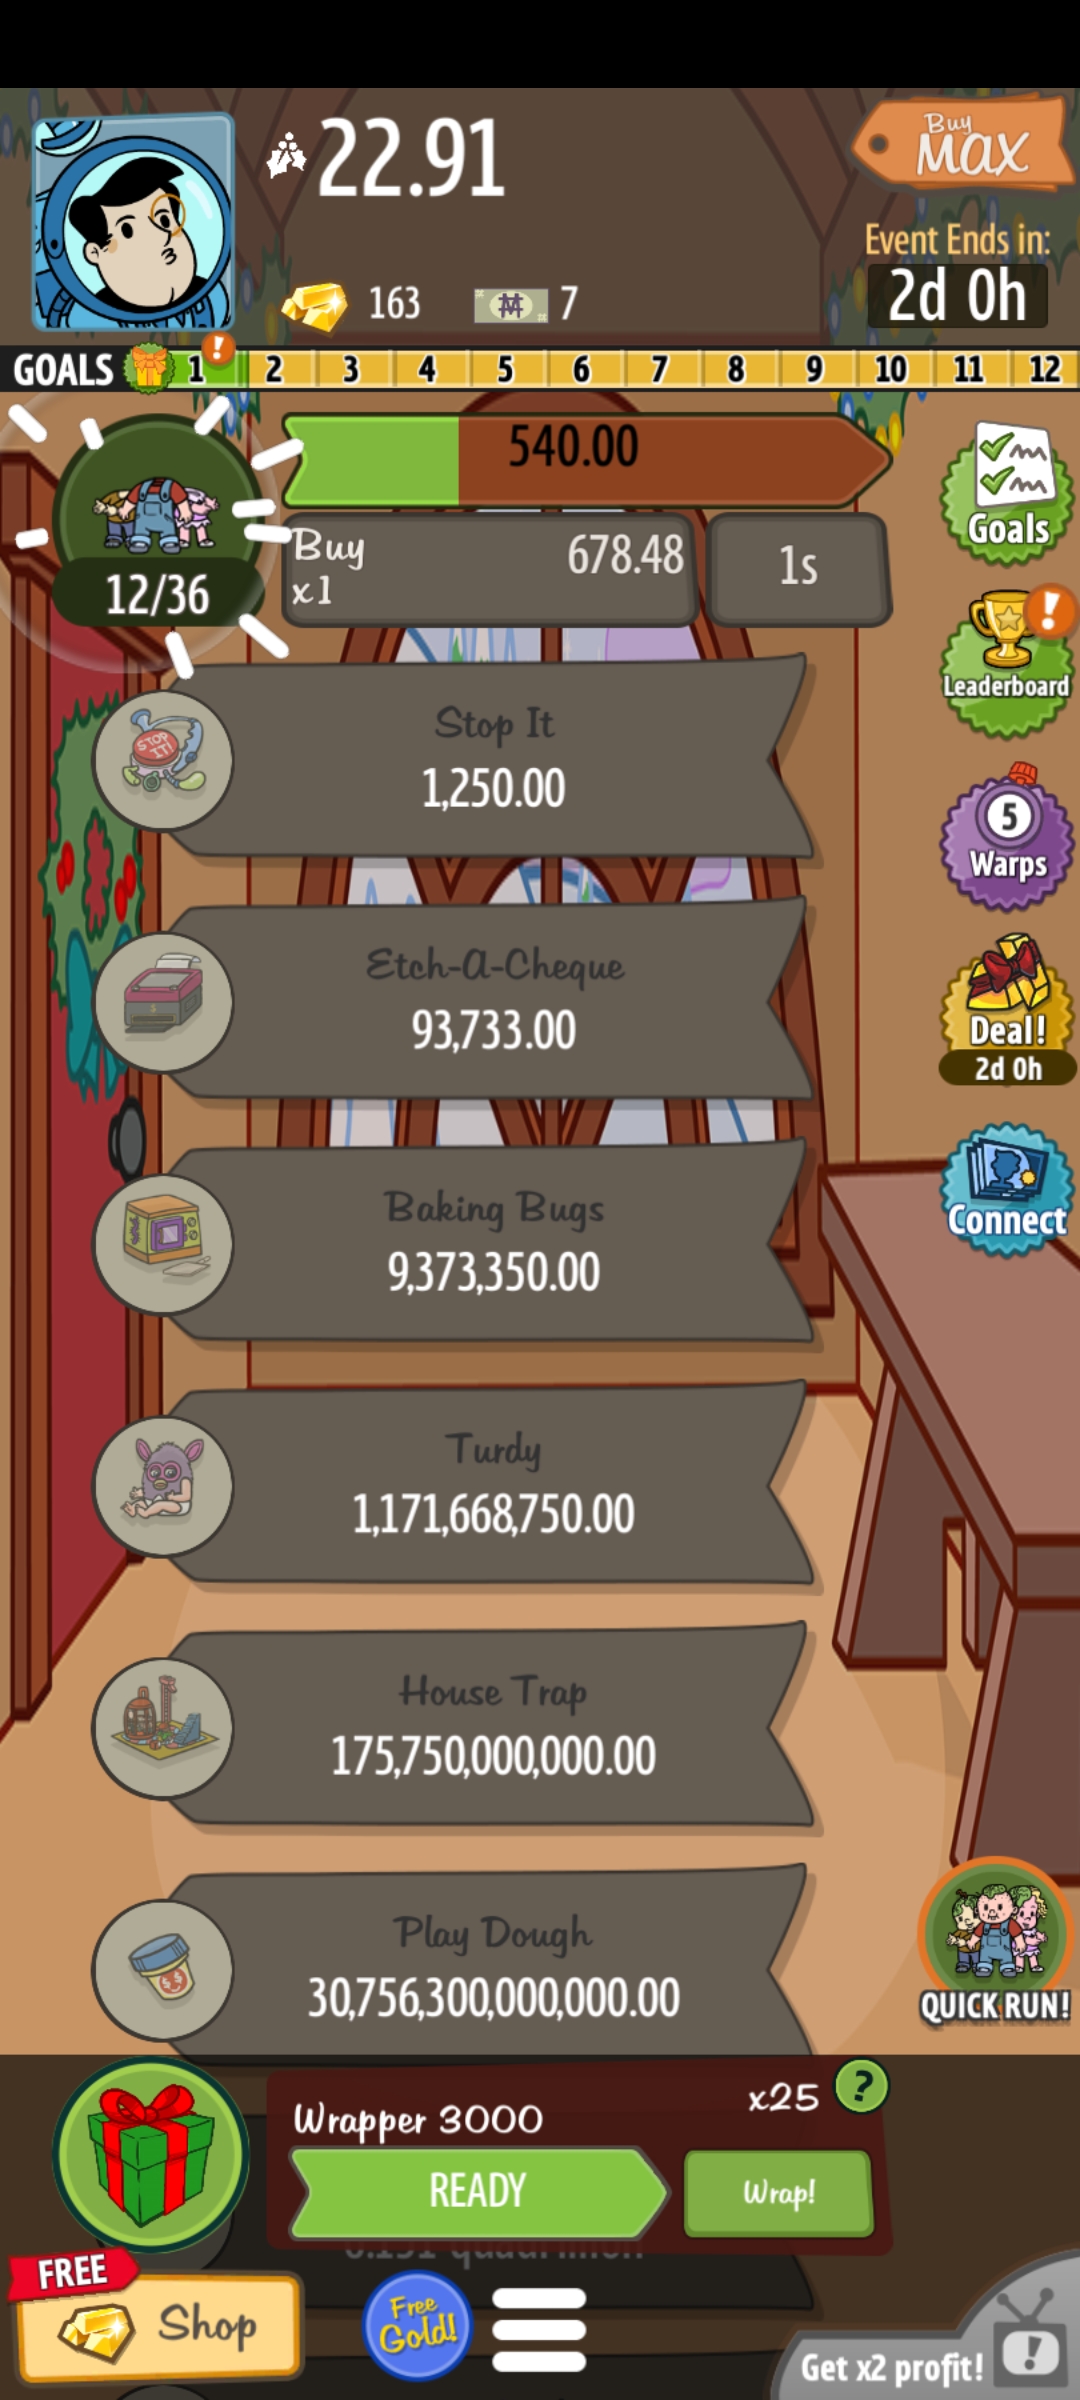 22.91
Buy
MAX
Event Ends in:
2d 0h
163
7
GOALS 1 2 3 4 5 6 7 8 9 10 11 12
540.00
Buy
x1
678.48
1s
12/36
Goals
Leaderboard
5
Warps
Deal!
2d 0h
Connect
STOP
IT!
Stop It
1,250.00
Etch-A-Cheque
93,733.00
Baking Bugs
9,373,350.00
Turdy
1,171,668,750.00
House Trap
175,750,000,000.00
Play Dough
30,756,300,000,000.00
QUICK RUN!
Wrapper 3000
x25
?
READY
Wrap!
FREE
Shop
Free
Gold!
Get x2 profit!